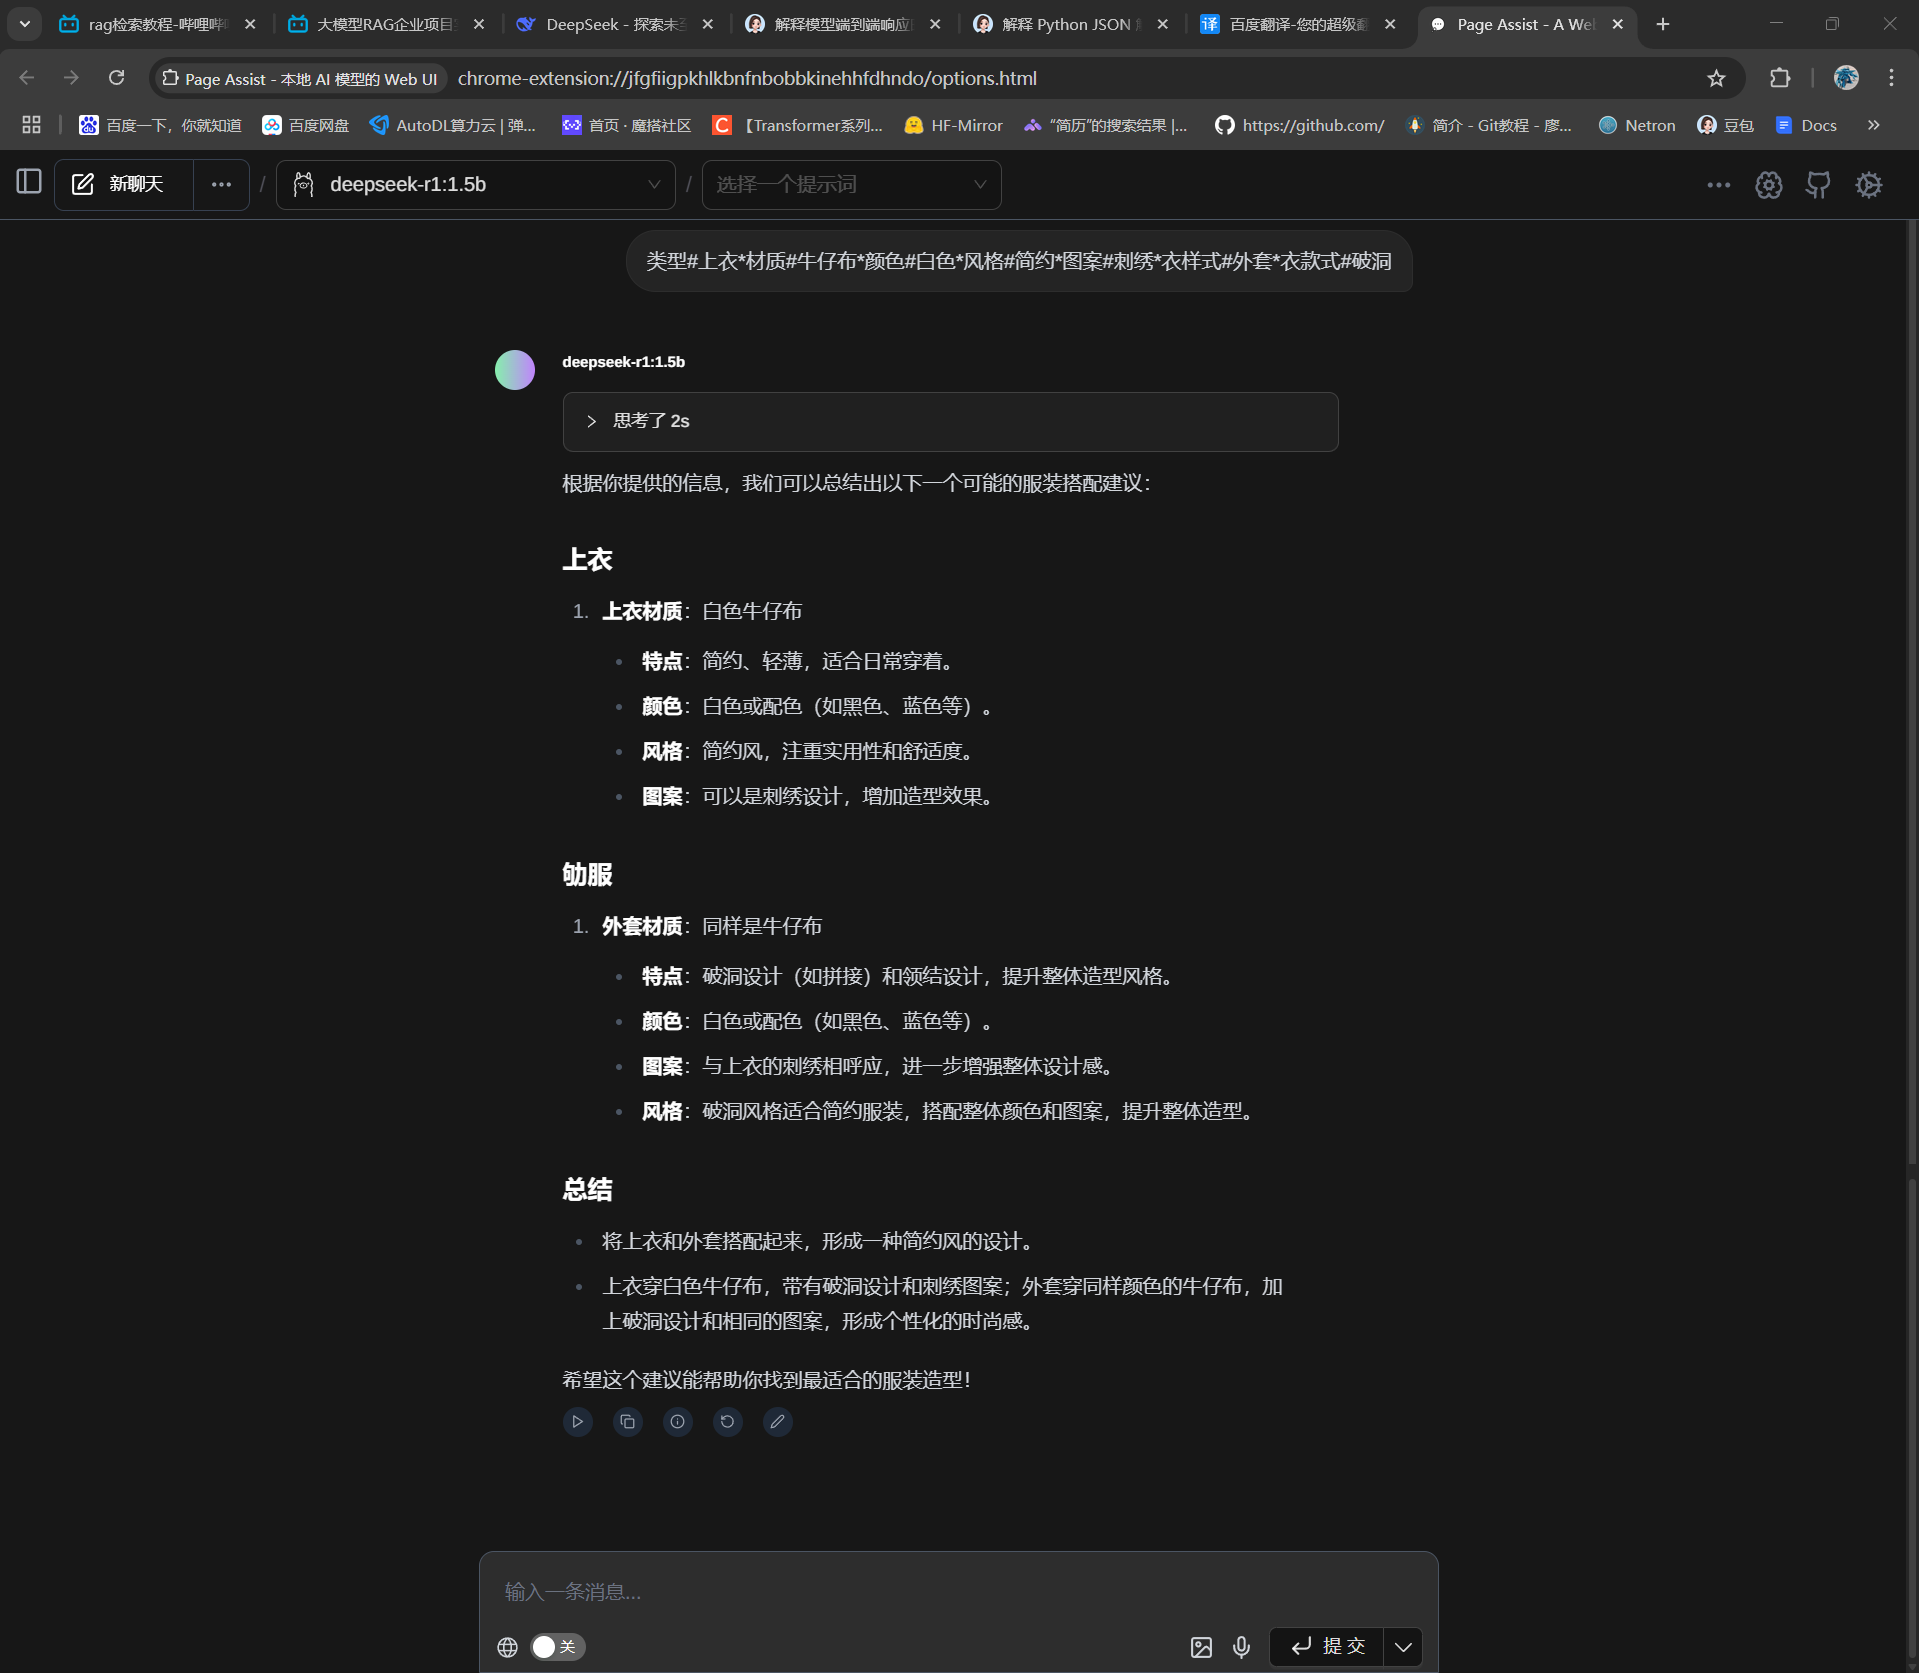 rag检索教程-哔哩哔
大模型RAG企业项目
DeepSeek - 探索未至
解释模型端到端响应
解释 Python JSON
百度翻译-您的超级翻
Page Assist - A We
Page Assist - 本地 AI 模型的 Web UI
chrome-extension://jfgfiigpkhlkbnfnbobbkinehhfdhndo/options.html
百度一下，你就知道
百度网盘
AutoDL算力云 | 弹...
首页 · 魔搭社区
【Transformer系列...
HF-Mirror
“简历”的搜索结果 |...
https://github.com/
简介 - Git教程 - 廖...
Netron
豆包
Docs
新聊天
/
deepseek-r1:1.5b
/
选择一个提示词
类型#上衣*材质#牛仔布*颜色#白色*风格#简约*图案#刺绣*衣样式#外套*衣款式#破洞
deepseek-r1:1.5b
思考了 2s
根据你提供的信息，我们可以总结出以下一个可能的服装搭配建议：
上衣
1. 上衣材质：白色牛仔布
• 特点：简约、轻薄，适合日常穿着。
• 颜色：白色或配色（如黑色、蓝色等）。
• 风格：简约风，注重实用性和舒适度。
• 图案：可以是刺绣设计，增加造型效果。
服
1. 外套材质：同样是牛仔布
• 特点：破洞设计（如拼接）和领结设计，提升整体造型风格。
• 颜色：白色或配色（如黑色、蓝色等）。
• 图案：与上衣的刺绣相呼应，进一步增强整体设计感。
• 风格：破洞风格适合简约服装，搭配整体颜色和图案，提升整体造型。
总结
• 将上衣和外套搭配起来，形成一种简约风的设计。
• 上衣穿白色牛仔布，带有破洞设计和刺绣图案；外套穿同样颜色的牛仔布，加
上破洞设计和相同的图案，形成个性化的时尚感。
希望这个建议能帮助你找到最适合的服装造型！
输入一条消息...
关
提 交